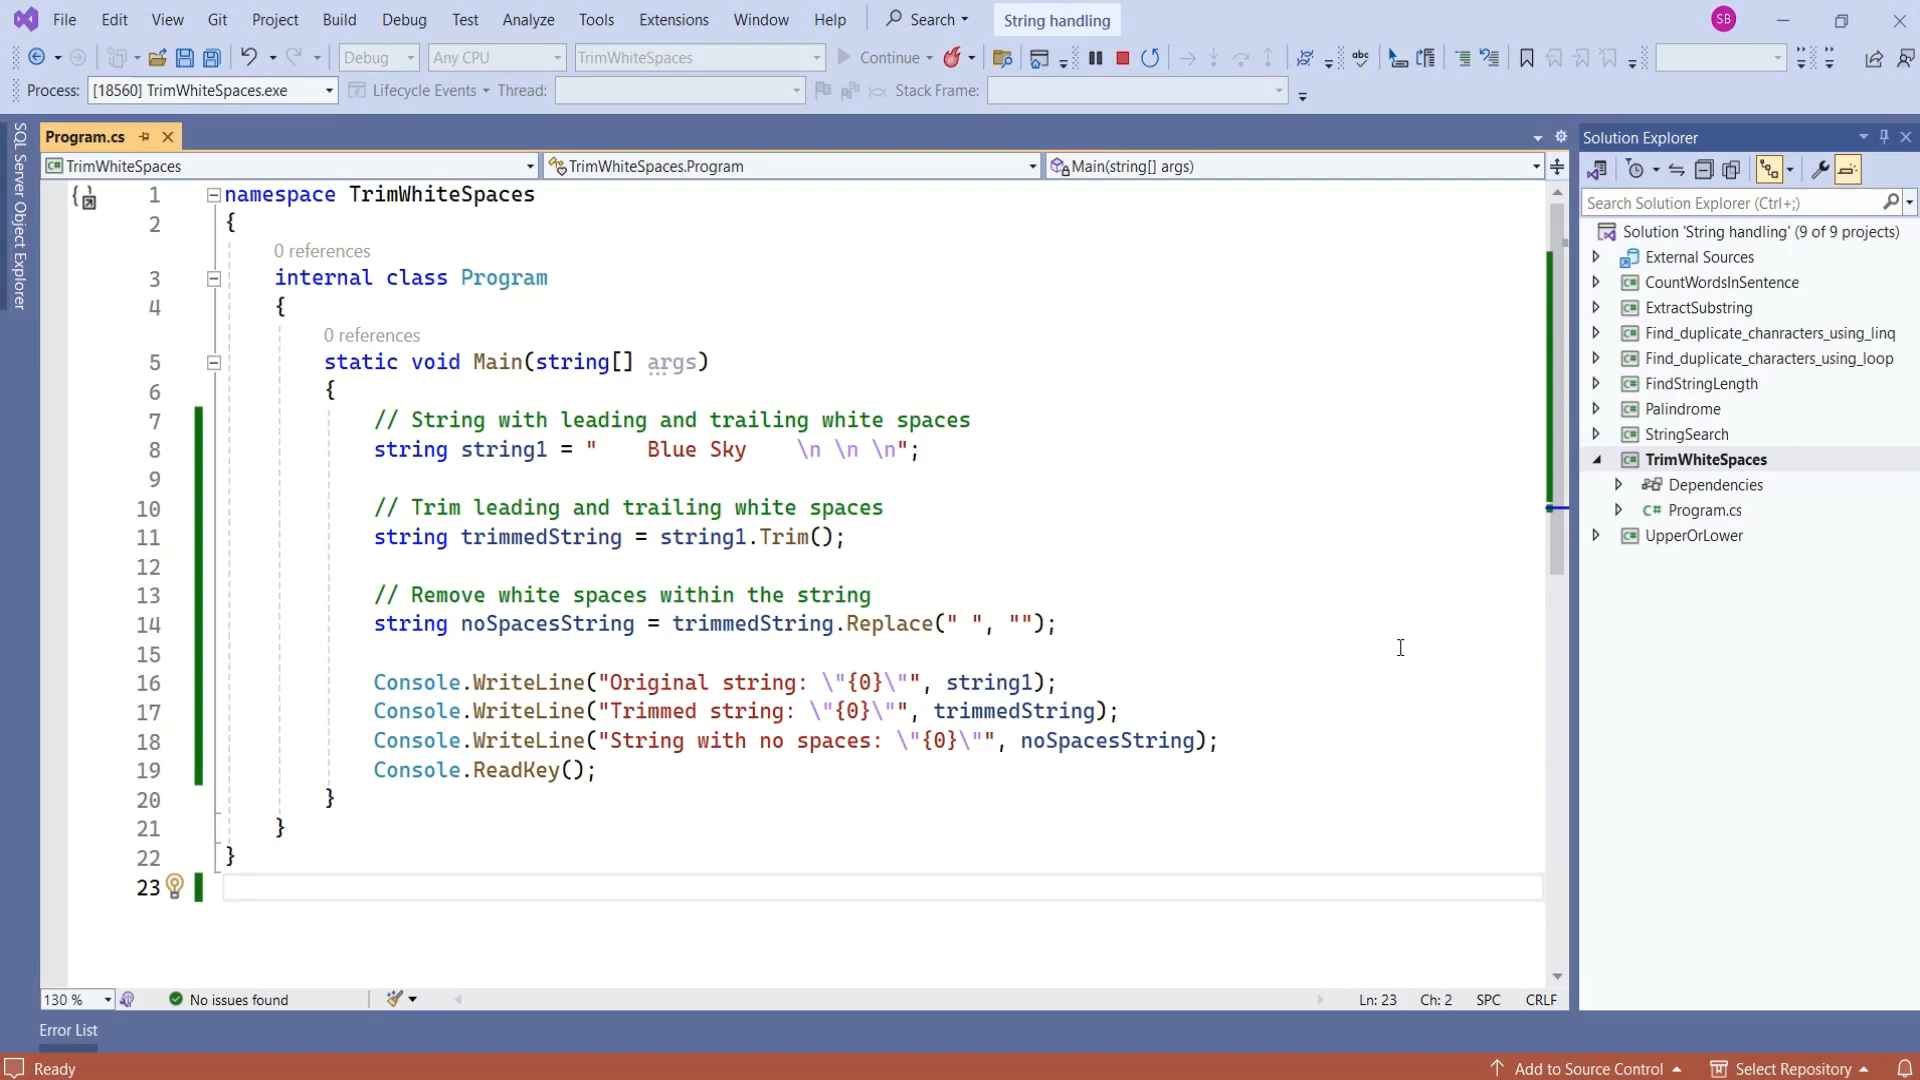 File Edit View Git Project Build Debug Test Analyze Tools Extensions Window Help Search String handling SB
Debug Any CPU TrimWhiteSpaces Continue abc
Process: [18560] TrimWhiteSpaces.exe Lifecycle Events Thread: Stack Frame:
SQL Server Object Explorer
Program.cs
TrimWhiteSpaces TrimWhiteSpaces.Program Main(string[] args)
1 namespace TrimWhiteSpaces
2 {
0 references
3 internal class Program
4 {
0 references
5 static void Main(string[] args)
6 {
7 // String with leading and trailing white spaces
8 string string1 = "    Blue Sky    \n \n \n";
9
10 // Trim leading and trailing white spaces
11 string trimmedString = string1.Trim();
12
13 // Remove white spaces within the string
14 string noSpacesString = trimmedString.Replace(" ", "");
15
16 Console.WriteLine("Original string: \"{0}\"", string1);
17 Console.WriteLine("Trimmed string: \"{0}\"", trimmedString);
18 Console.WriteLine("String with no spaces: \"{0}\"", noSpacesString);
19 Console.ReadKey();
20 }
21 }
22 }
23
130 % No issues found Ln: 23 Ch: 2 SPC CRLF
Solution Explorer
Search Solution Explorer (Ctrl+;)
Solution 'String handling' (9 of 9 projects)
External Sources
C# CountWordsInSentence
C# ExtractSubstring
C# Find_duplicate_chanracters_using_linq
C# Find_duplicate_characters_using_loop
C# FindStringLength
C# Palindrome
C# StringSearch
C# TrimWhiteSpaces
Dependencies
C# Program.cs
C# UpperOrLower
Error List
Ready Add to Source Control Select Repository